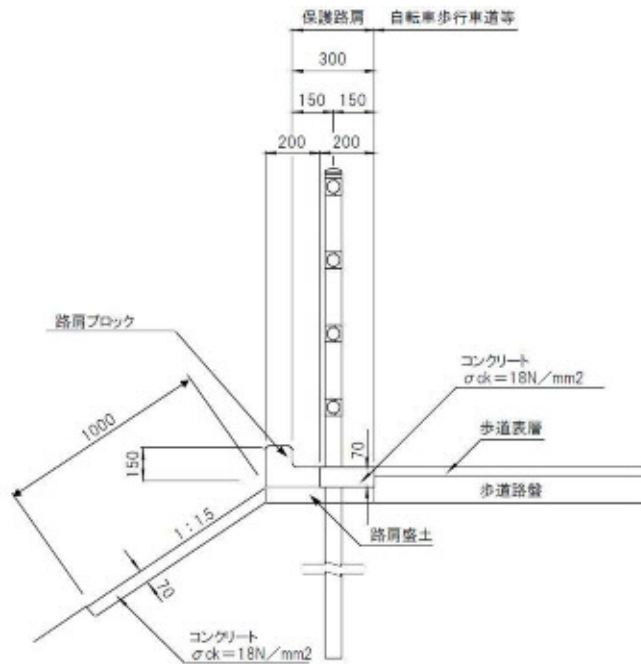 保護路肩
自転車歩行車道等
300
150
150
200
200
路肩ブロック
コンクリート
σck=18N/mm2
1000
150
70
歩道表層
歩道路盤
1:1.5
路肩盛土
70
コンクリート
σck=18N/mm2